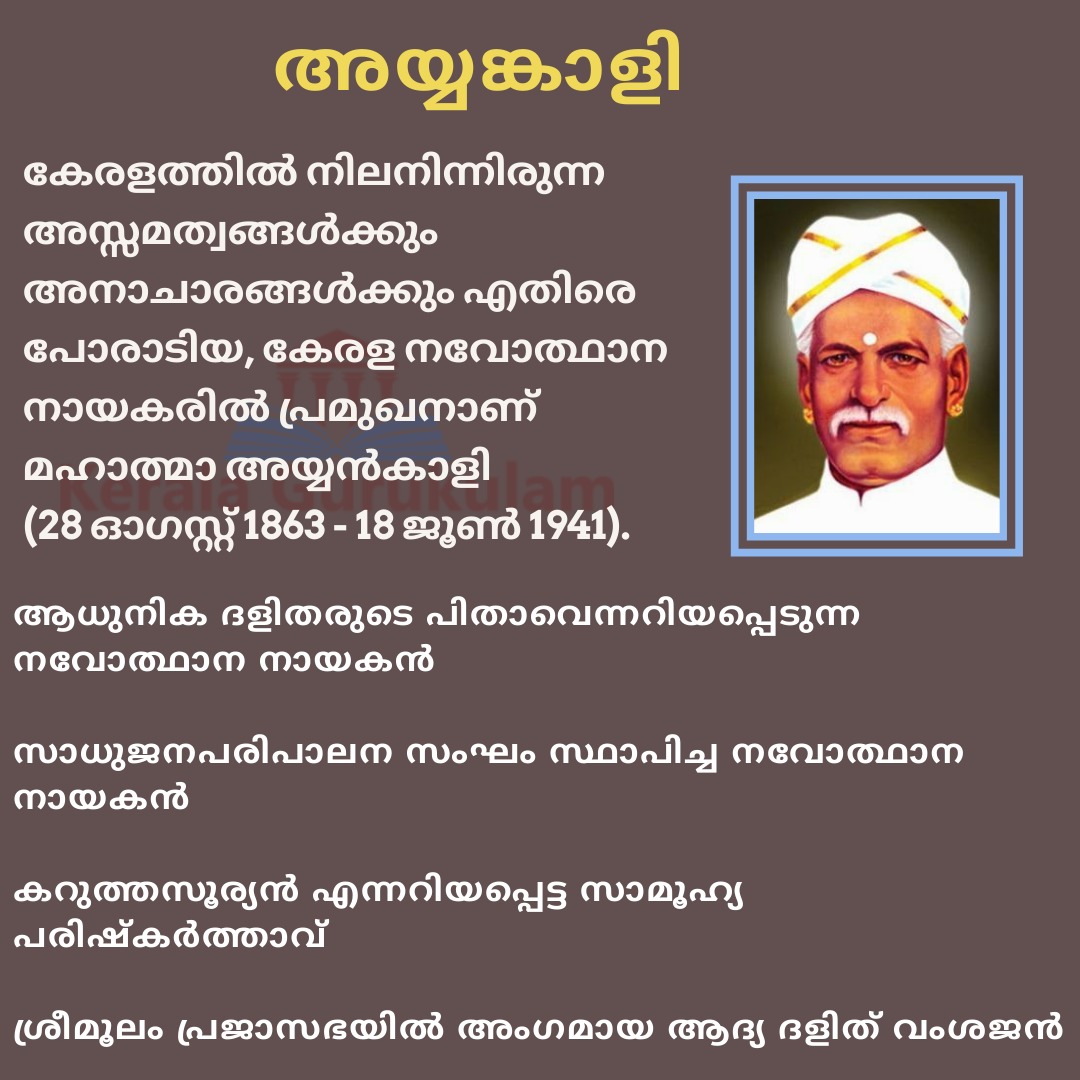 അയ്യങ്കാളി
കേരളത്തിൽ നിലനിന്നിരുന്ന
അസ്സമത്വങ്ങൾക്കും
അനാചാരങ്ങൾക്കും എതിരെ
പോരാടിയ, കേരള നവോത്ഥാന
നായകരിൽ പ്രമുഖനാണ്
മഹാത്മാ അയ്യൻകാളി
Kerala Gurukulam
(28 ഓഗസ്റ്റ് 1863 - 18 ജൂൺ 1941).
ആധുനിക ദളിതരുടെ പിതാവെന്നറിയപ്പെടുന്ന
നവോത്ഥാന നായകൻ
സാധുജനപരിപാലന സംഘം സ്ഥാപിച്ച നവോത്ഥാന
നായകൻ
കറുത്തസൂര്യൻ എന്നറിയപ്പെട്ട സാമൂഹ്യ
പരിഷ്കർത്താവ്
ശ്രീമൂലം പ്രജാസഭയിൽ അംഗമായ ആദ്യ ദളിത് വംശജൻ